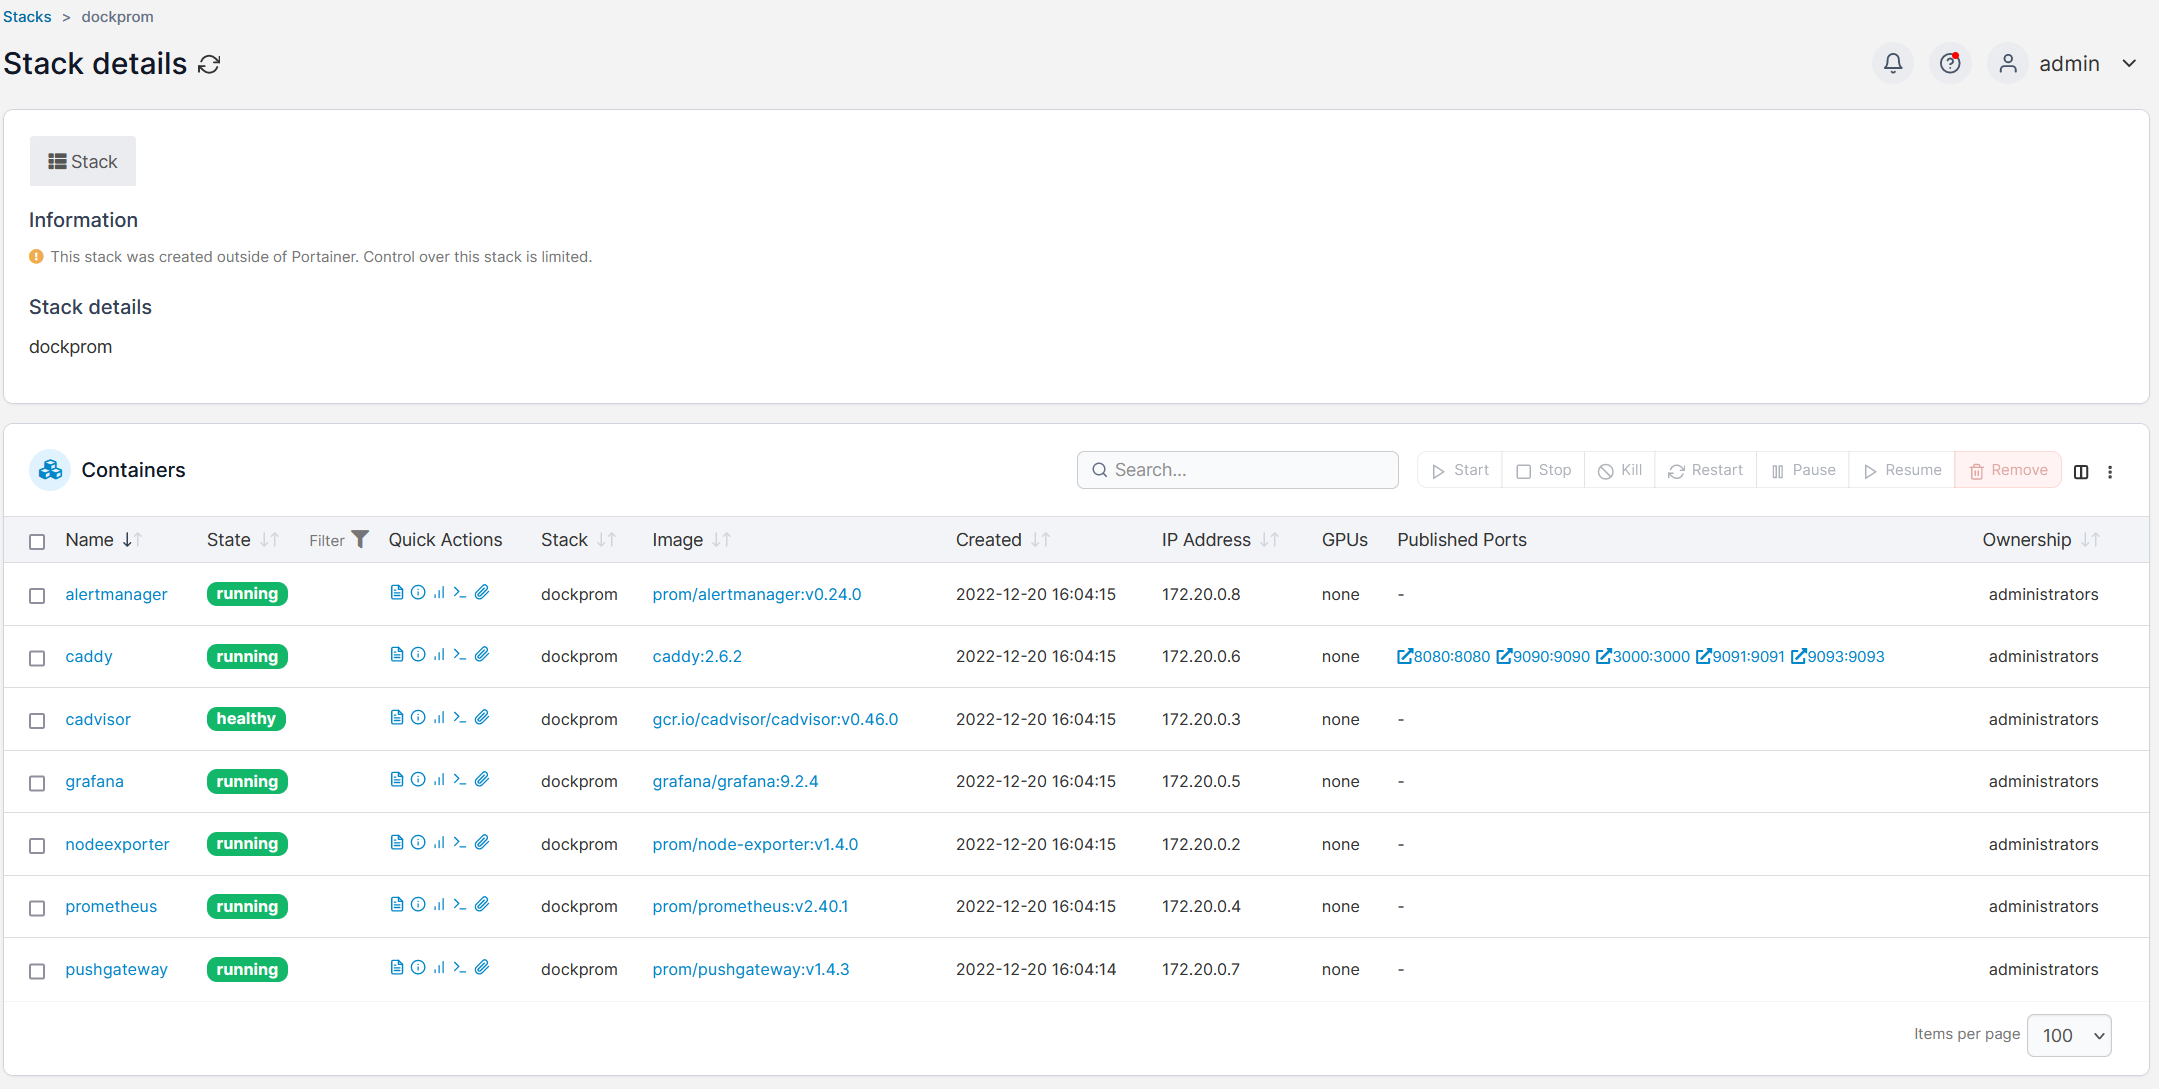 Stacks > dockprom
Stack details
admin
Stack
Information
This stack was created outside of Portainer. Control over this stack is limited.
Stack details
dockprom
Containers
Search...
Start Stop Kill Restart Pause Resume Remove
Name State Filter Quick Actions Stack Image Created IP Address GPUs Published Ports Ownership
alertmanager running dockprom prom/alertmanager:v0.24.0 2022-12-20 16:04:15 172.20.0.8 none - administrators
caddy running dockprom caddy:2.6.2 2022-12-20 16:04:15 172.20.0.6 none 8080:8080 9090:9090 3000:3000 9091:9091 9093:9093 administrators
cadvisor healthy dockprom gcr.io/cadvisor/cadvisor:v0.46.0 2022-12-20 16:04:15 172.20.0.3 none - administrators
grafana running dockprom grafana/grafana:9.2.4 2022-12-20 16:04:15 172.20.0.5 none - administrators
nodeexporter running dockprom prom/node-exporter:v1.4.0 2022-12-20 16:04:15 172.20.0.2 none - administrators
prometheus running dockprom prom/prometheus:v2.40.1 2022-12-20 16:04:15 172.20.0.4 none - administrators
pushgateway running dockprom prom/pushgateway:v1.4.3 2022-12-20 16:04:14 172.20.0.7 none - administrators
Items per page 100